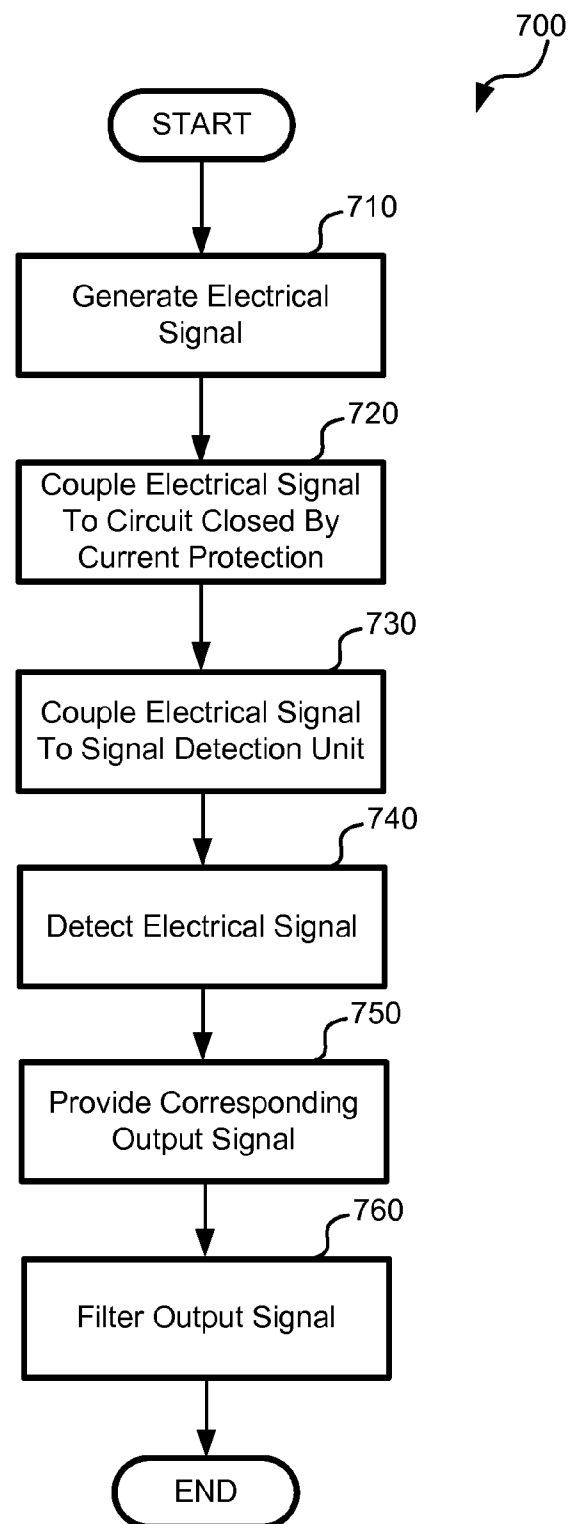 700
START
710
Generate Electrical
Signal
720
Couple Electrical Signal
To Circuit Closed By
Current Protection
730
Couple Electrical Signal
To Signal Detection Unit
740
Detect Electrical Signal
750
Provide Corresponding
Output Signal
760
Filter Output Signal
END